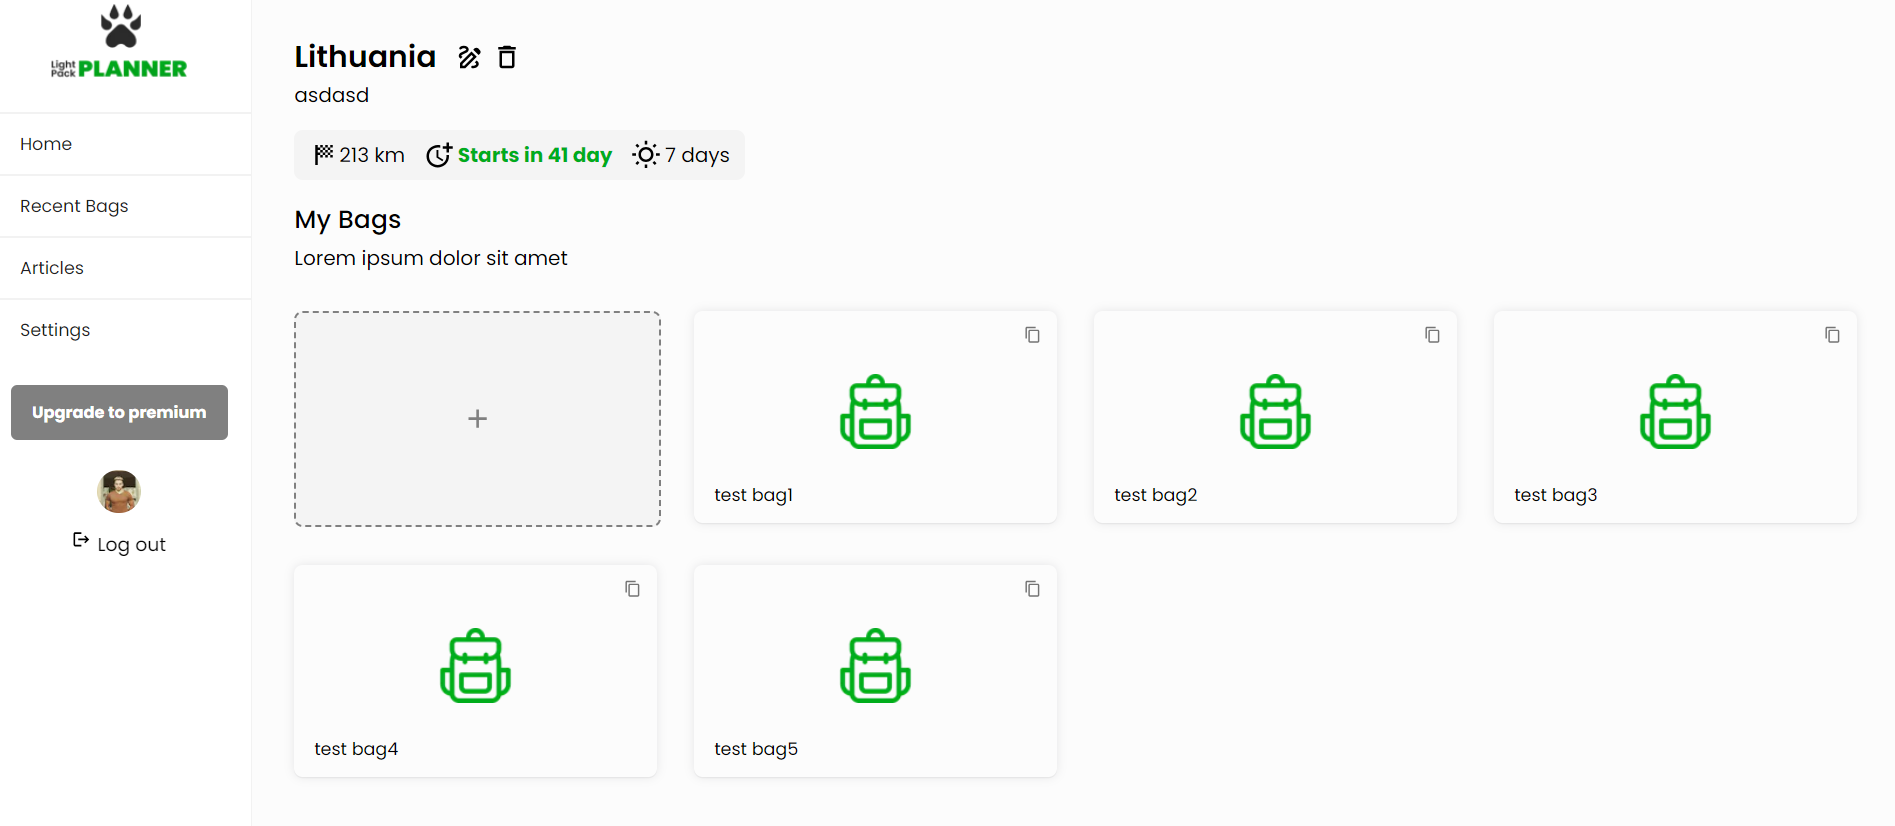 Light
Pack PLANNER
Home
Recent Bags
Articles
Settings
Upgrade to premium
Log out
Lithuania
asdasd
213 km Starts in 41 day 7 days
My Bags
Lorem ipsum dolor sit amet
+
test bag1 test bag2 test bag3
test bag4 test bag5